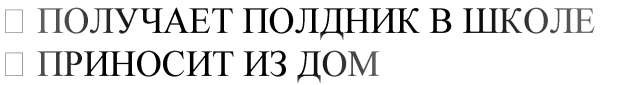 □ ПОЛУЧАЕТ ПОЛДНИК В ШКОЛЕ
□ ПРИНОСИТ ИЗ ДОМ